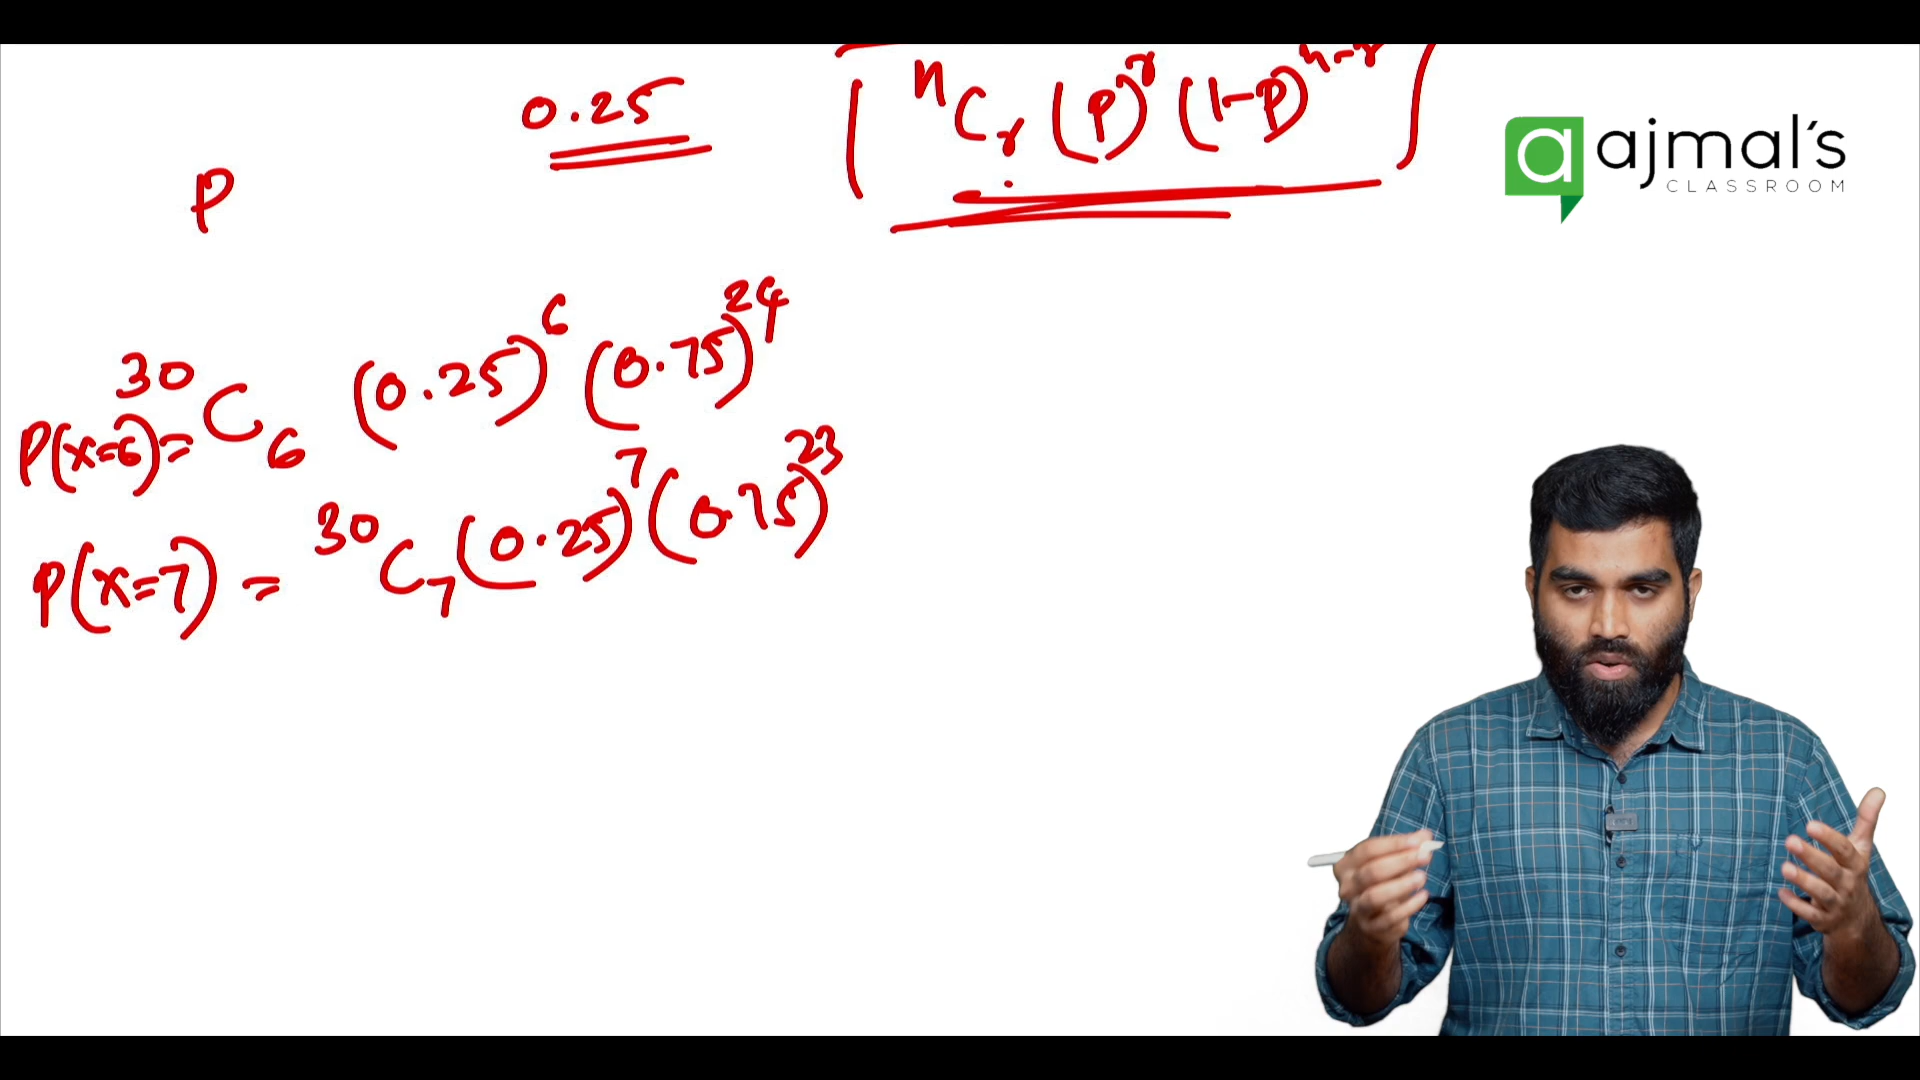 0.25
ⁿCᵣ (P)ʳ (1-P)ⁿ⁻ʳ
ajmal's
CLASSROOM
P
P(x=6) = ³⁰C₆ (0.25)⁶ (0.75)²⁴
P(x=7) = ³⁰C₇ (0.25)⁷ (0.75)²³